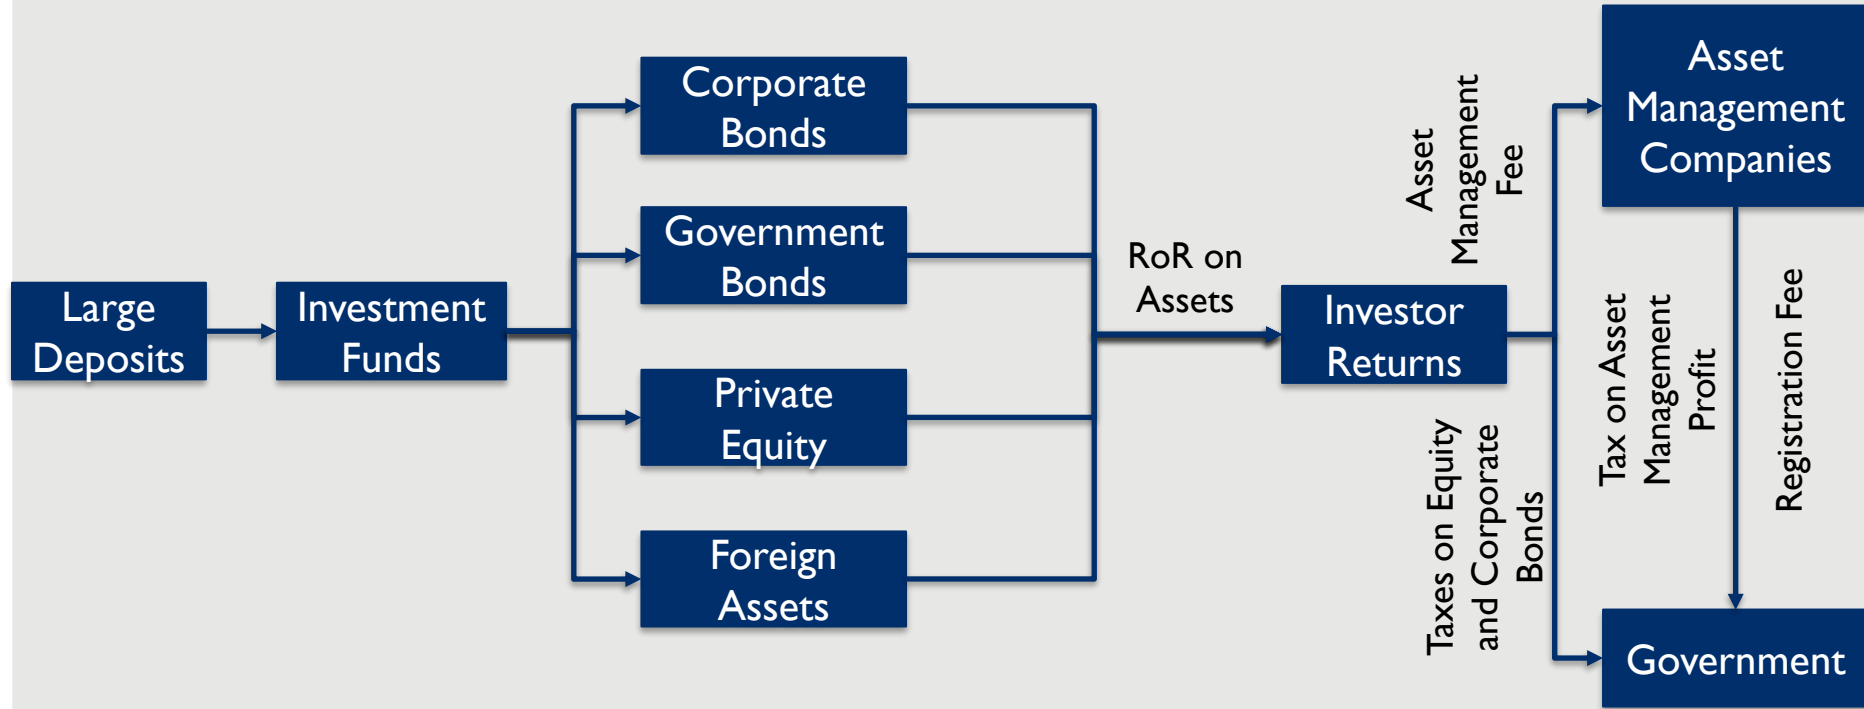 Large
Deposits
Investment
Funds
Corporate
Bonds
Government
Bonds
Private
Equity
Foreign
Assets
RoR on
Assets
Investor
Returns
Asset
Management
Fee
Taxes on Equity
and Corporate
Bonds
Asset
Management
Companies
Tax on Asset
Management
Profit
Registration Fee
Government